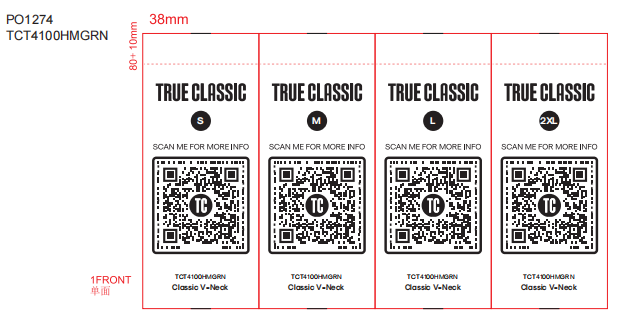 PO1274
TCT4100HMGRN
38mm
80+10mm
TRUE CLASSIC
S
SCAN ME FOR MORE INFO
TC
TCT4100HMGRN
Classic V-Neck
TRUE CLASSIC
M
SCAN ME FOR MORE INFO
TC
TCT4100HMGRN
Classic V-Neck
TRUE CLASSIC
L
SCAN ME FOR MORE INFO
TC
TCT4100HMGRN
Classic V-Neck
TRUE CLASSIC
2XL
SCAN ME FOR MORE INFO
TC
TCT4100HMGRN
Classic V-Neck
1FRONT
单面